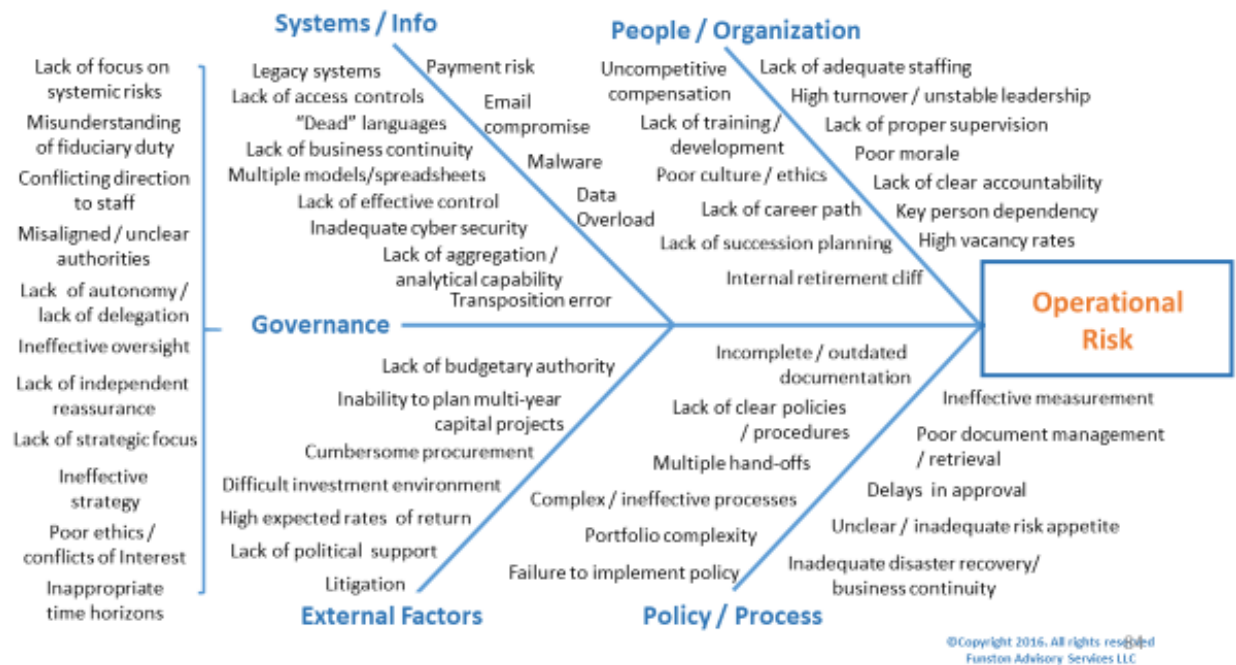 Systems / Info
People / Organization
Lack of focus on
systemic risks
Misunderstanding
of fiduciary duty
Conflicting direction
to staff
Misaligned / unclear
authorities
Lack of autonomy /
lack of delegation
Ineffective oversight
Lack of independent
reassurance
Lack of strategic focus
Ineffective
strategy
Poor ethics /
conflicts of Interest
Inappropriate
time horizons
Legacy systems
Lack of access controls
"Dead" languages
Lack of business continuity
Multiple models/spreadsheets
Lack of effective control
Inadequate cyber security
Lack of aggregation /
analytical capability
Transposition error
Payment risk
Email
compromise
Malware
Data
Overload
Uncompetitive
compensation
Lack of training /
development
Poor culture / ethics
Lack of career path
Lack of succession planning
Internal retirement cliff
Lack of adequate staffing
High turnover / unstable leadership
Lack of proper supervision
Poor morale
Lack of clear accountability
Key person dependency
High vacancy rates
Governance
Operational
Risk
Lack of budgetary authority
Inability to plan multi-year
capital projects
Cumbersome procurement
Difficult investment environment
High expected rates of return
Lack of political support
Litigation
External Factors
Incomplete / outdated
documentation
Lack of clear policies
/ procedures
Multiple hand-offs
Complex / ineffective processes
Portfolio complexity
Failure to implement policy
Ineffective measurement
Poor document management
/ retrieval
Delays in approval
Unclear / inadequate risk appetite
Inadequate disaster recovery/
business continuity
Policy / Process
©Copyright 2016. All rights reserved
Funston Advisory Services LLC